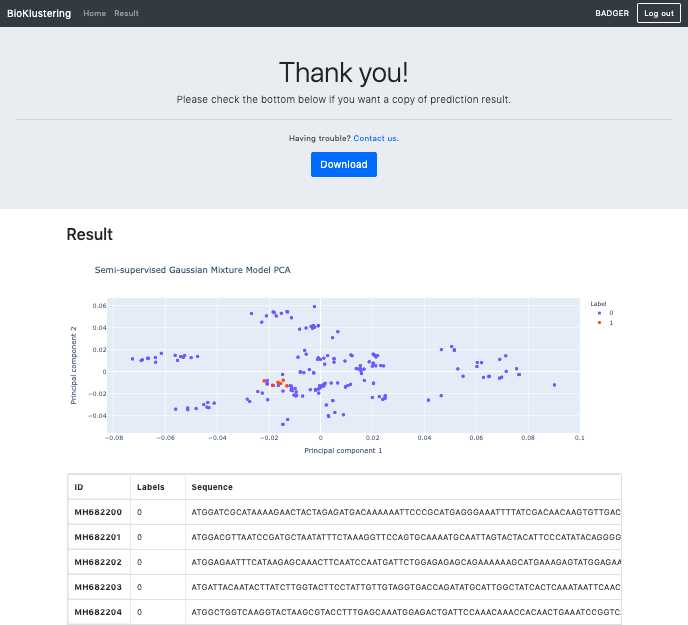 BioKlustering Home Result BADGER Log out
Thank you!
Please check the bottom below if you want a copy of prediction result.
Having trouble? Contact us.
Download
Result
Semi-supervised Gaussian Mixture Model PCA
Label
0
1
Principal component 2
0.06
0.04
0.02
0
−0.02
−0.04
−0.08 −0.06 −0.04 −0.02 0 0.02 0.04 0.06 0.08 0.1
Principal component 1
ID Labels Sequence
MH682200 0 ATGGATCGCATAAAAGAACTACTAGAGATGACAAAAAATTCCCGCATGAGGGAAATTTTATCGACAACAAGTGTTGAC
MH682201 0 ATGGACGTTAATCCGATGCTAATATTTCTAAAGGTTCCAGTGCAAAATGCAATTAGTACTACATTCCCATATACAGGGG
MH682202 0 ATGGAGAATTTCATAAGAGCAAACTTCAATCCAATGATTCTGGAGAGAGCAGAAAAAAGCATGAAAGAGTATGGAGAA
MH682203 0 ATGATTACAATACTTATCTTGGTACTTCCTATTGTTGTAGGTGACCAGATATGCATTGGCTATCACTCAAATAATTCAAC
MH682204 0 ATGGCTGGTCAAGGTACTAAGCGTACCTTTGAGCAAATGGAGACTGATTCCAAACAAACCACAACTGAAATCCGGTC